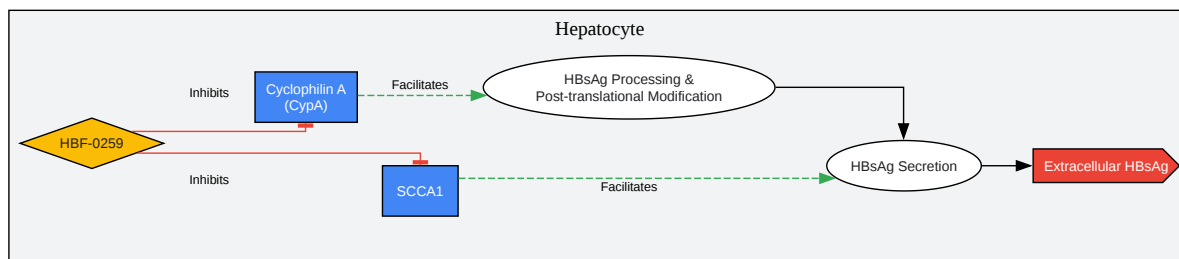 Hepatocyte
Inhibits
Cyclophilin A
(CypA)
Facilitates
HBsAg Processing &
Post-translational Modification
HBF-0259
Inhibits
SCCA1
Facilitates
HBsAg Secretion
Extracellular HBsAg